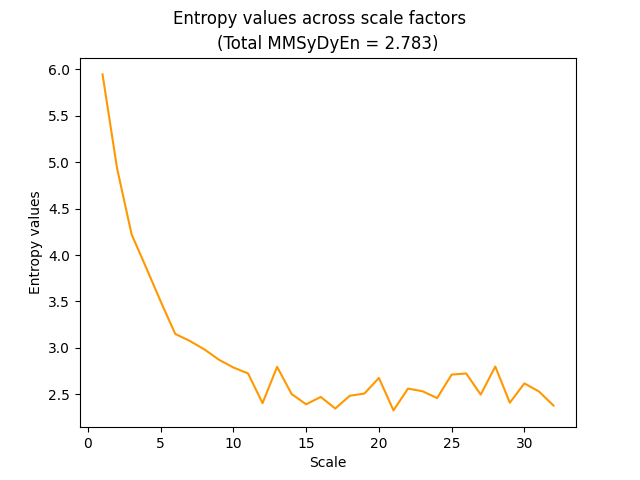 Entropy values across scale factors
(Total MMSyDyEn = 2.783)
Entropy values
6.0
5.5
5.0
4.5
4.0
3.5
3.0
2.5
0 5 10 15 20 25 30
Scale